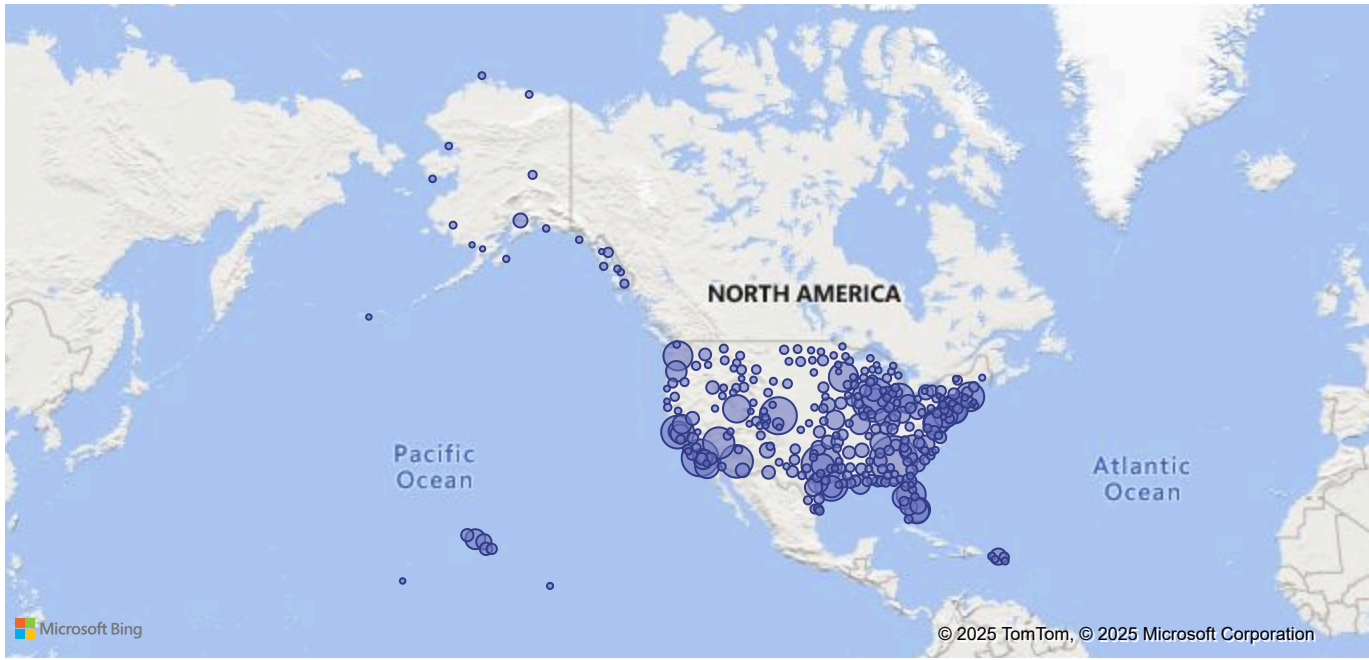 NORTH AMERICA
Pacific
Ocean
Atlantic
Ocean
Microsoft Bing
© 2025 TomTom, © 2025 Microsoft Corporation